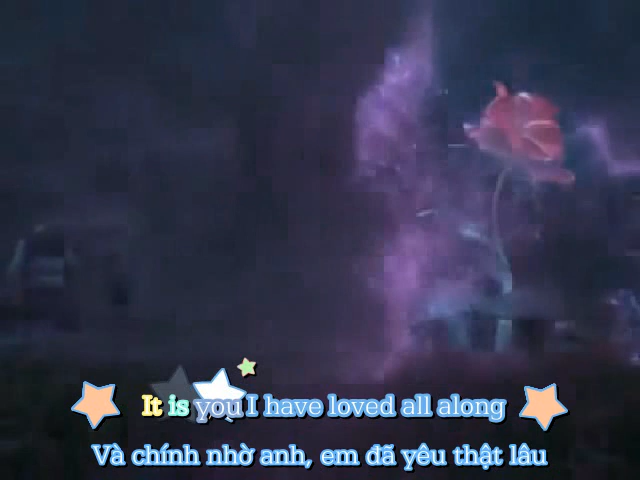 It is you I have loved all along
Và chính nhờ anh, em đã yêu thật lâu